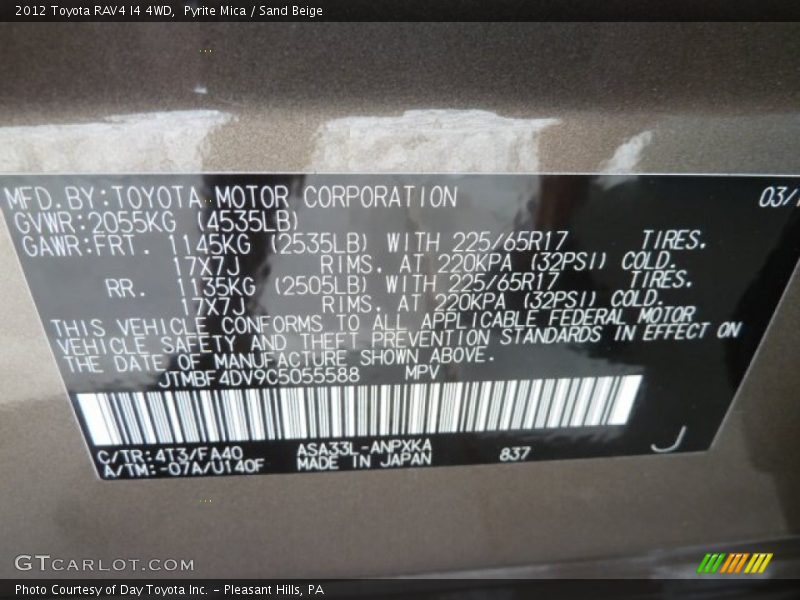 2012 Toyota RAV4 I4 4WD,  Pyrite Mica / Sand Beige
MFD.BY:TOYOTA MOTOR CORPORATION 03/
GVWR:2055KG (4535LB)
GAWR:FRT. 1145KG (2535LB) WITH 225/65R17 TIRES.
17X7J RIMS. AT 220KPA (32PSI) COLD.
RR. 1135KG (2505LB) WITH 225/65R17 TIRES.
17X7J RIMS. AT 220KPA (32PSI) COLD.
THIS VEHICLE CONFORMS TO ALL APPLICABLE FEDERAL MOTOR
VEHICLE SAFETY AND THEFT PREVENTION STANDARDS IN EFFECT ON
THE DATE OF MANUFACTURE SHOWN ABOVE.
JTMBF4DV9C5055588 MPV
C/TR:4T3/FA40 ASA33L-ANPXKA 837 J
A/TM:-07A/U140F MADE IN JAPAN
GTCARLOT.COM
Photo Courtesy of Day Toyota Inc. - Pleasant Hills, PA